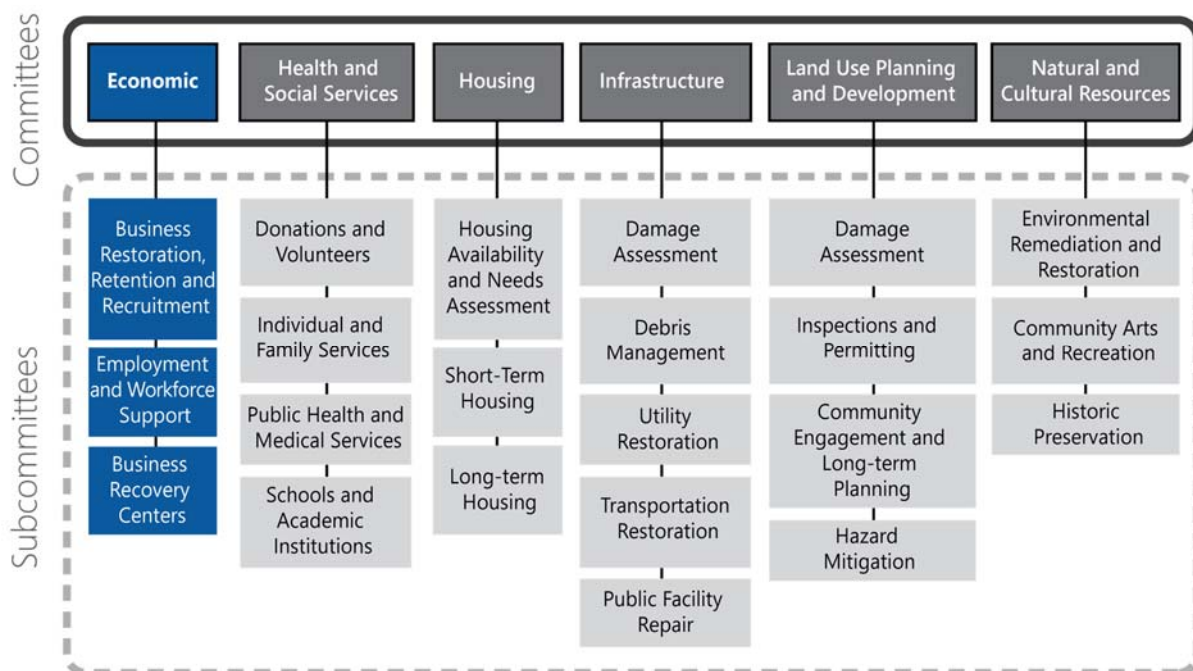 Committees
Economic
Health and
Social Services
Housing
Infrastructure
Land Use Planning
and Development
Natural and
Cultural Resources
Subcommittees
Business
Restoration,
Retention and
Recruitment
Employment
and Workforce
Support
Business
Recovery
Centers
Donations and
Volunteers
Individual and
Family Services
Public Health and
Medical Services
Schools and
Academic
Institutions
Housing
Availability
and Needs
Assessment
Short-Term
Housing
Long-term
Housing
Damage
Assessment
Debris
Management
Utility
Restoration
Transportation
Restoration
Public Facility
Repair
Damage
Assessment
Inspections and
Permitting
Community
Engagement and
Long-term
Planning
Hazard
Mitigation
Environmental
Remediation and
Restoration
Community Arts
and Recreation
Historic
Preservation